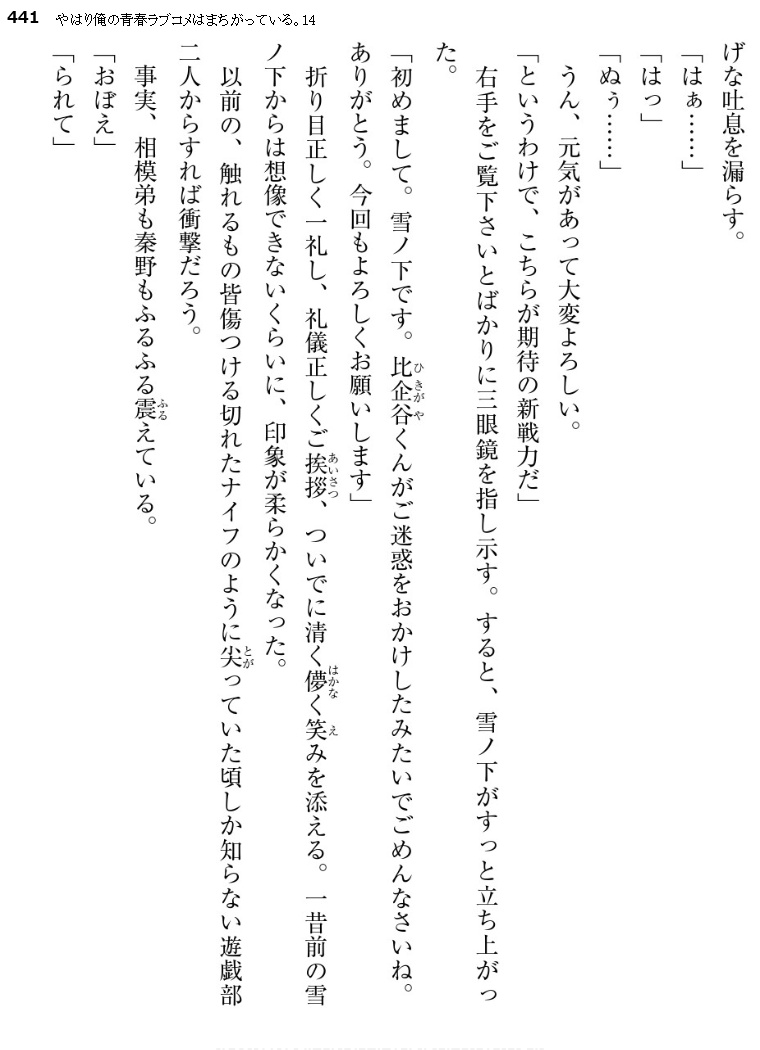 441 やはり俺の青春ラブコメはまちがっている。14
げな吐息を漏らす。
「はぁ……」
「はっ」
「ぬぅ……」
うん、元気があって大変よろしい。
「というわけで、こちらが期待の新戦力だ」
右手をご覧下さいとばかりに三眼鏡を指し示す。すると、雪ノ下がすっと立ち上がっ
た。
「初めまして。雪ノ下です。比企谷くんがご迷惑をおかけしたみたいでごめんなさいね。
ありがとう。今回もよろしくお願いします」
折り目正しく一礼し、礼儀正しくご挨拶、ついでに清く儚く笑みを添える。一昔前の雪
ノ下からは想像できないくらいに、印象が柔らかくなった。
以前の、触れるもの皆傷つける切れたナイフのように尖っていた頃しか知らない遊戯部
二人からすれば衝撃だろう。
事実、相模弟も秦野もふるふる震えている。
「おぼえ」
「られて」